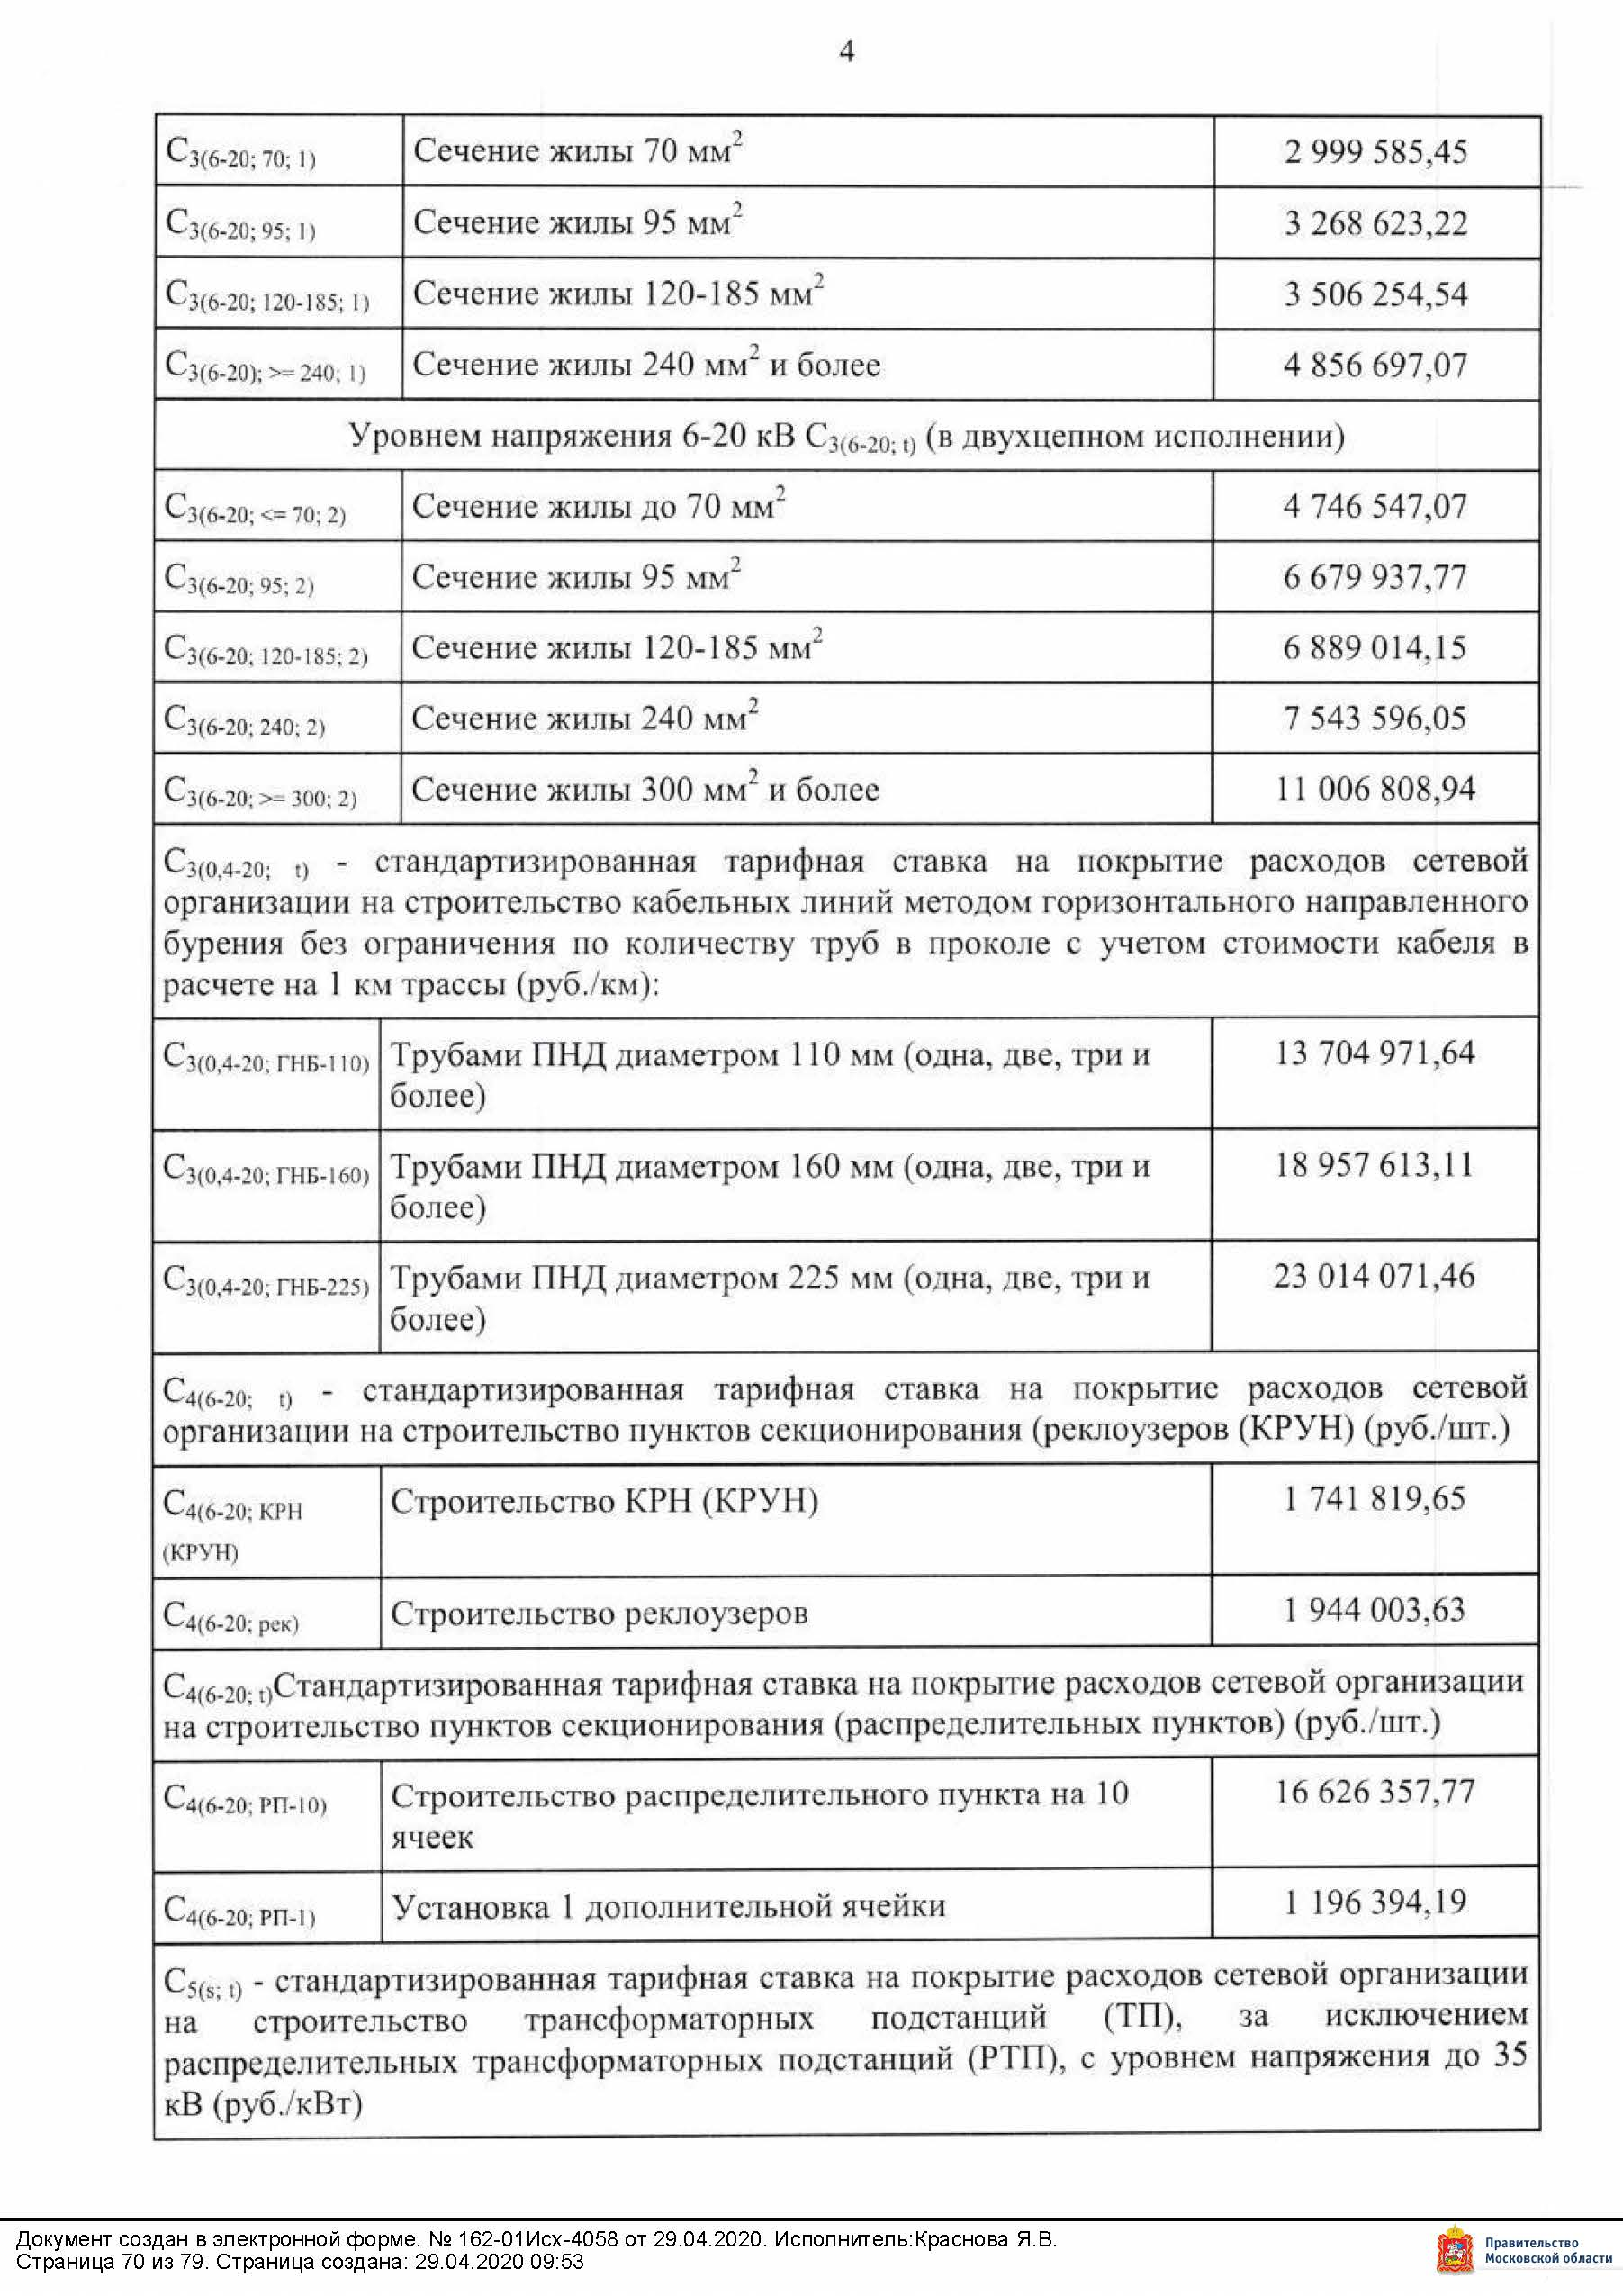 4
С3(6-20; 70; 1) Сечение жилы 70 мм² 2 999 585,45
С3(6-20; 95; 1) Сечение жилы 95 мм² 3 268 623,22
С3(6-20; 120-185; 1) Сечение жилы 120-185 мм² 3 506 254,54
С3(6-20); >= 240; 1) Сечение жилы 240 мм² и более 4 856 697,07
Уровнем напряжения 6-20 кВ С3(6-20; t) (в двухцепном исполнении)
С3(6-20; <= 70; 2) Сечение жилы до 70 мм² 4 746 547,07
С3(6-20; 95; 2) Сечение жилы 95 мм² 6 679 937,77
С3(6-20; 120-185; 2) Сечение жилы 120-185 мм² 6 889 014,15
С3(6-20; 240; 2) Сечение жилы 240 мм² 7 543 596,05
С3(6-20; >= 300; 2) Сечение жилы 300 мм² и более 11 006 808,94
С3(0,4-20; t) - стандартизированная тарифная ставка на покрытие расходов сетевой
организации на строительство кабельных линий методом горизонтального направленного
бурения без ограничения по количеству труб в проколе с учетом стоимости кабеля в
расчете на 1 км трассы (руб./км):
С3(0,4-20; ГНБ-110) Трубами ПНД диаметром 110 мм (одна, две, три и 13 704 971,64
более)
С3(0,4-20; ГНБ-160) Трубами ПНД диаметром 160 мм (одна, две, три и 18 957 613,11
более)
С3(0,4-20; ГНБ-225) Трубами ПНД диаметром 225 мм (одна, две, три и 23 014 071,46
более)
С4(6-20; t) - стандартизированная тарифная ставка на покрытие расходов сетевой
организации на строительство пунктов секционирования (реклоузеров (КРУН) (руб./шт.)
С4(6-20; КРН Строительство КРН (КРУН) 1 741 819,65
(КРУН)
С4(6-20; рек) Строительство реклоузеров 1 944 003,63
С4(6-20; t)Стандартизированная тарифная ставка на покрытие расходов сетевой организации
на строительство пунктов секционирования (распределительных пунктов) (руб./шт.)
С4(6-20; РП-10) Строительство распределительного пункта на 10 16 626 357,77
ячеек
С4(6-20; РП-1) Установка 1 дополнительной ячейки 1 196 394,19
С5(s; t) - стандартизированная тарифная ставка на покрытие расходов сетевой организации
на строительство трансформаторных подстанций (ТП), за исключением
распределительных трансформаторных подстанций (РТП), с уровнем напряжения до 35
кВ (руб./кВт)
Документ создан в электронной форме. № 162-01Исх-4058 от 29.04.2020. Исполнитель:Краснова Я.В.
Страница 70 из 79. Страница создана: 29.04.2020 09:53
Правительство
Московской области